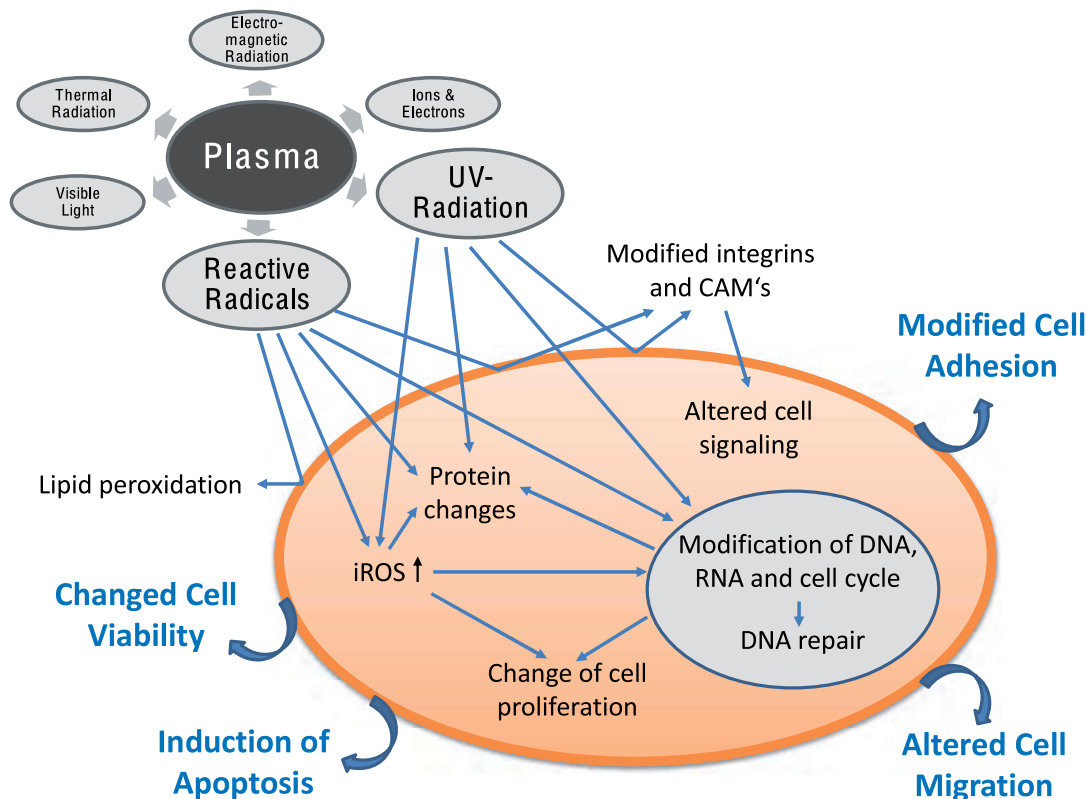 Electro-
magnetic
Radiation
Thermal
Radiation
Ions &
Electrons
Plasma
Visible
Light
UV-
Radiation
Reactive
Radicals
Modified integrins
and CAM‘s
Modified Cell
Adhesion
Altered cell
signaling
Lipid peroxidation
Protein
changes
iROS
Modification of DNA,
RNA and cell cycle
DNA repair
Changed Cell
Viability
Change of cell
proliferation
Induction of
Apoptosis
Altered Cell
Migration